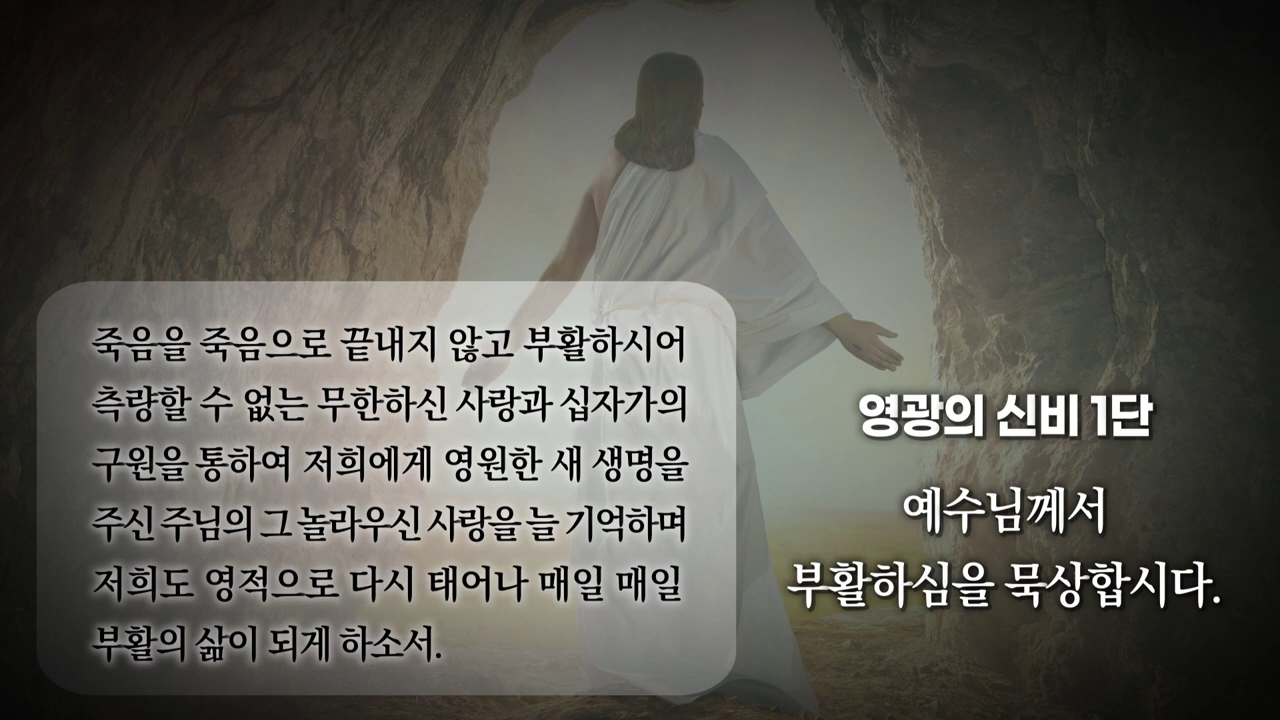 죽음을 죽음으로 끝내지 않고 부활하시어
측량할 수 없는 무한하신 사랑과 십자가의
구원을 통하여 저희에게 영원한 새 생명을
주신 주님의 그 놀라우신 사랑을 늘 기억하며
저희도 영적으로 다시 태어나 매일 매일
부활의 삶이 되게 하소서.
영광의 신비 1단
예수님께서
부활하심을 묵상합시다.